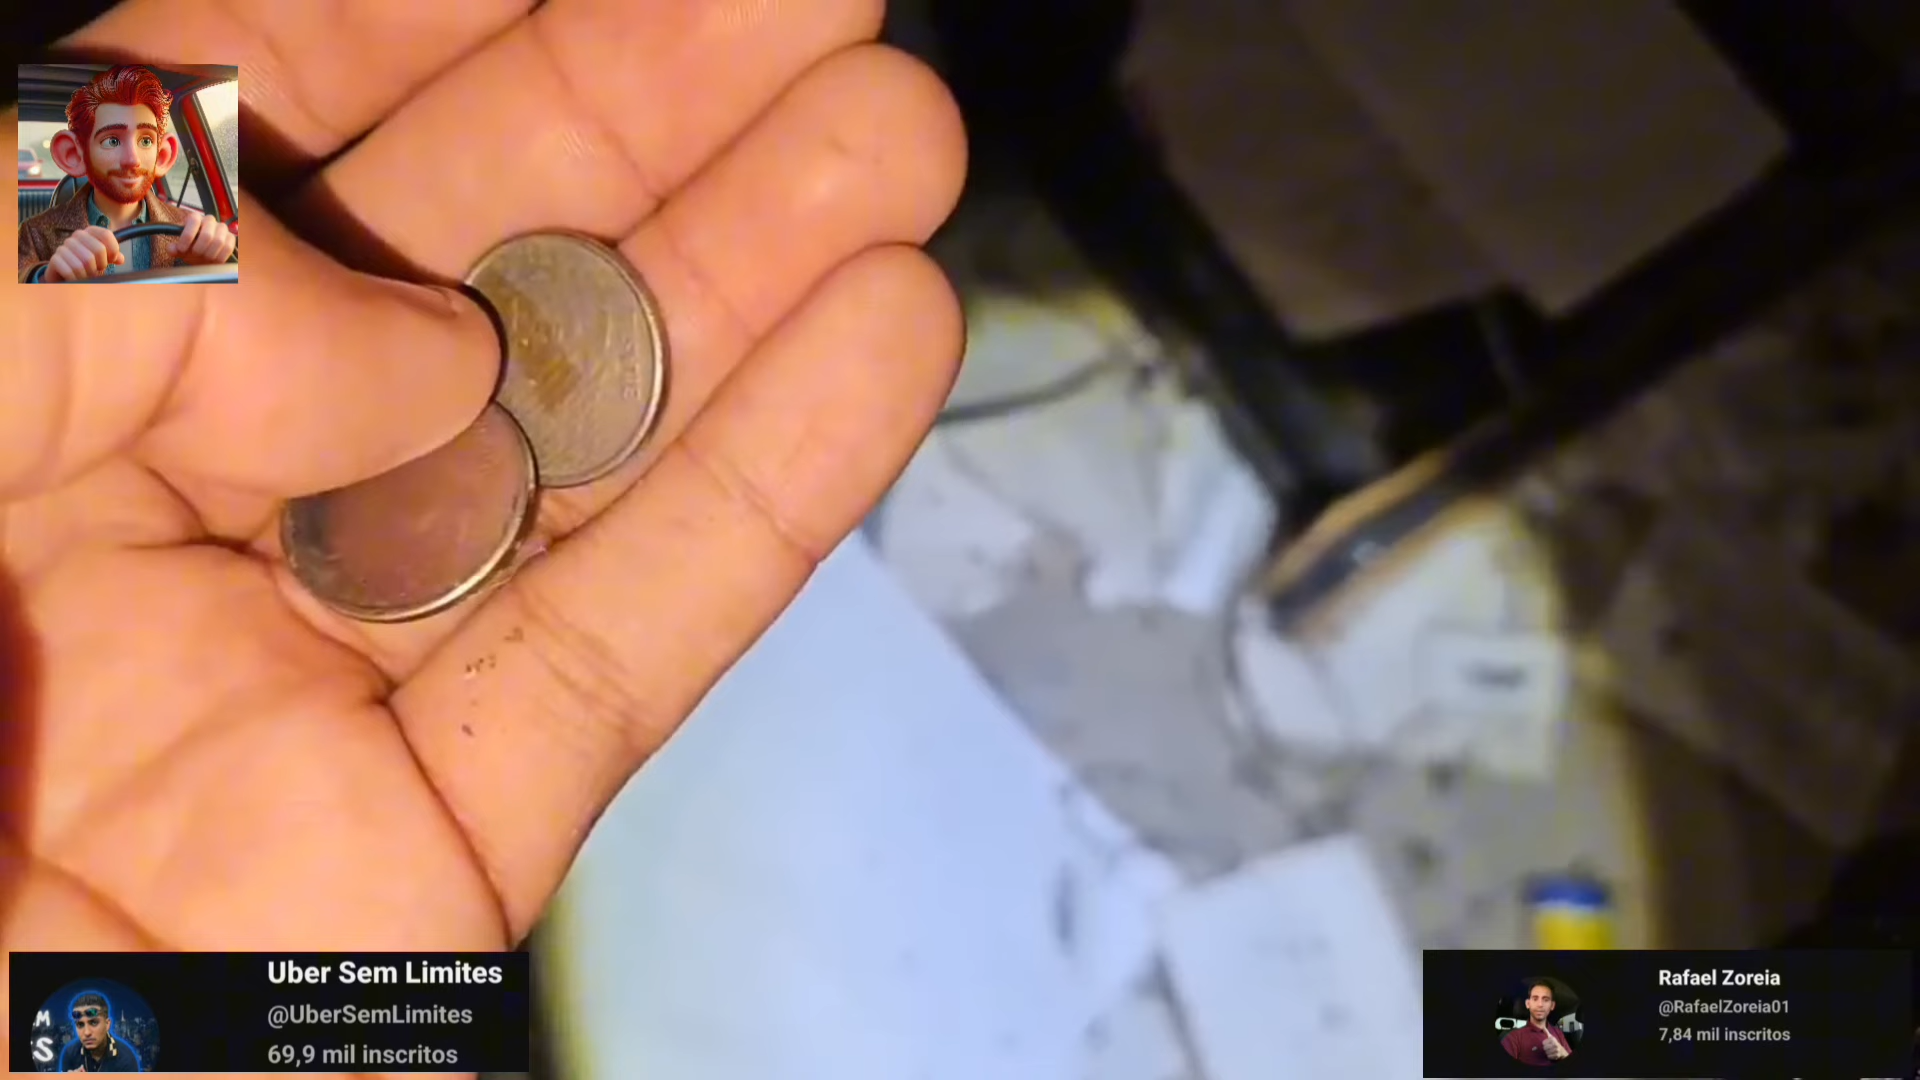 Uber Sem Limites
@UberSemLimites
69,9 mil inscritos
M
S
Rafael Zoreia
@RafaelZoreia01
7,84 mil inscritos